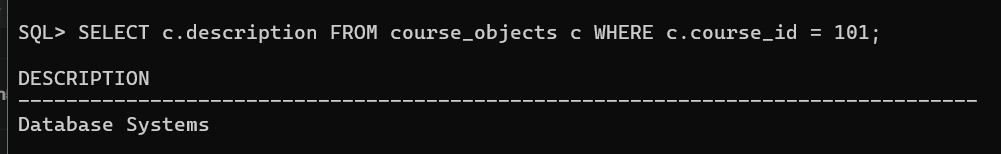 SQL> SELECT c.description FROM course_objects c WHERE c.course_id = 101;
DESCRIPTION
--------------------------------------------------------------------------------
Database Systems